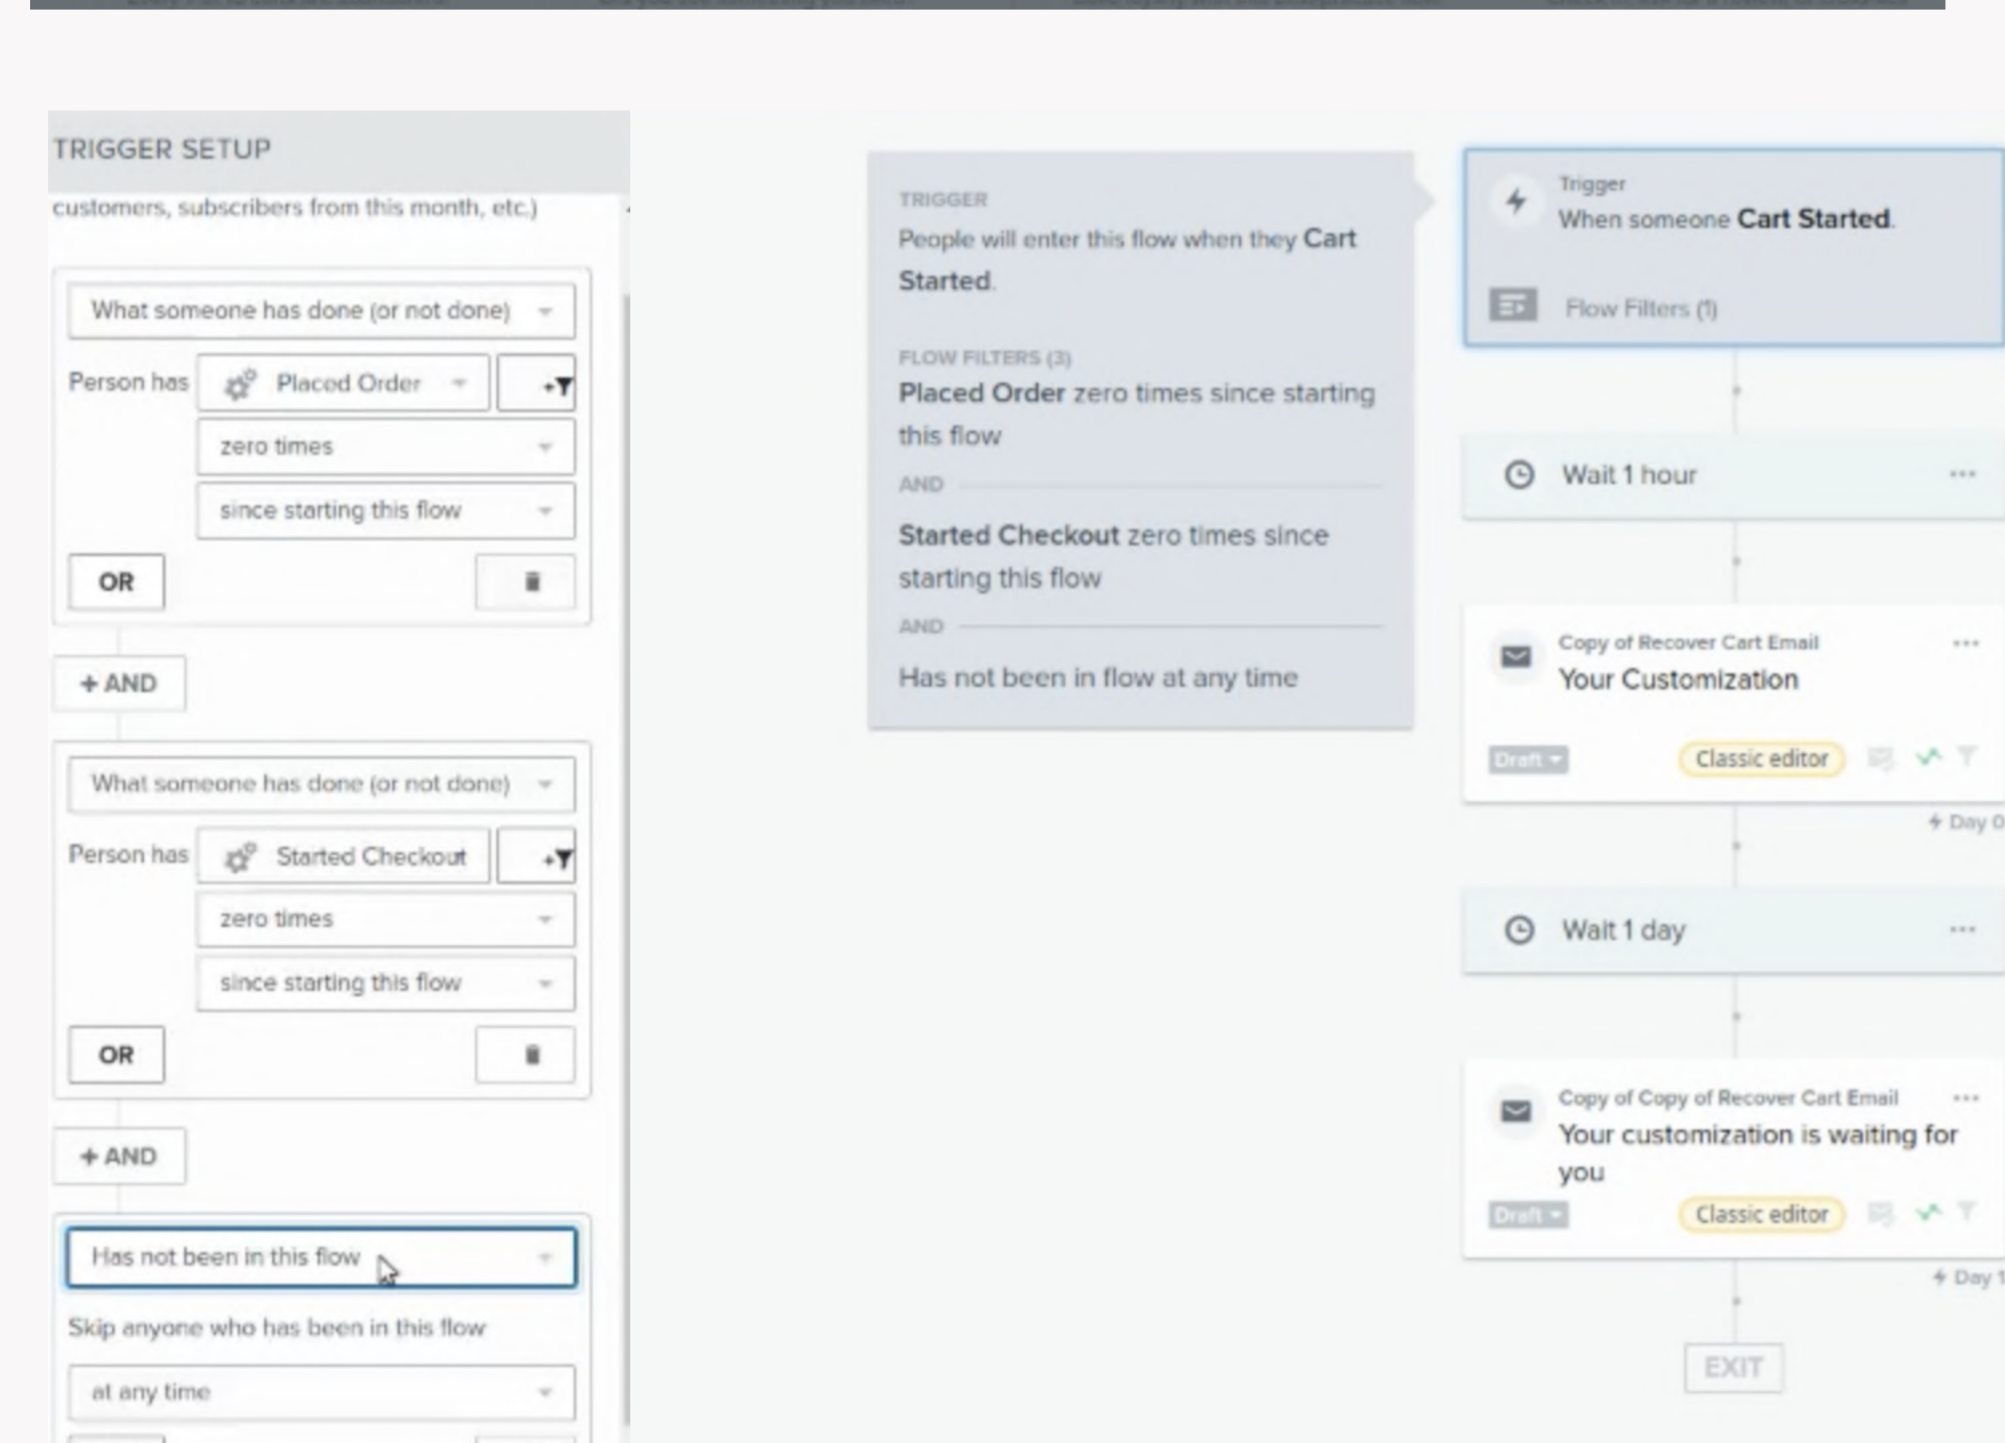 TRIGGER SETUP
customers, subscribers from this month, etc.)
What someone has done (or not done)
Person has Placed Order
zero times
since starting this flow
OR
+ AND
What someone has done (or not done)
Person has Started Checkout
zero times
since starting this flow
OR
+ AND
Has not been in this flow
Skip anyone who has been in this flow
at any time
TRIGGER
People will enter this flow when they Cart
Started.
FLOW FILTERS (3)
Placed Order zero times since starting
this flow
AND
Started Checkout zero times since
starting this flow
AND
Has not been in flow at any time
Trigger
When someone Cart Started.
Flow Filters (1)
Wait 1 hour
Copy of Recover Cart Email
Your Customization
Draft
Classic editor
Day 0
Wait 1 day
Copy of Copy of Recover Cart Email
Your customization is waiting for
you
Draft
Classic editor
Day 1
EXIT